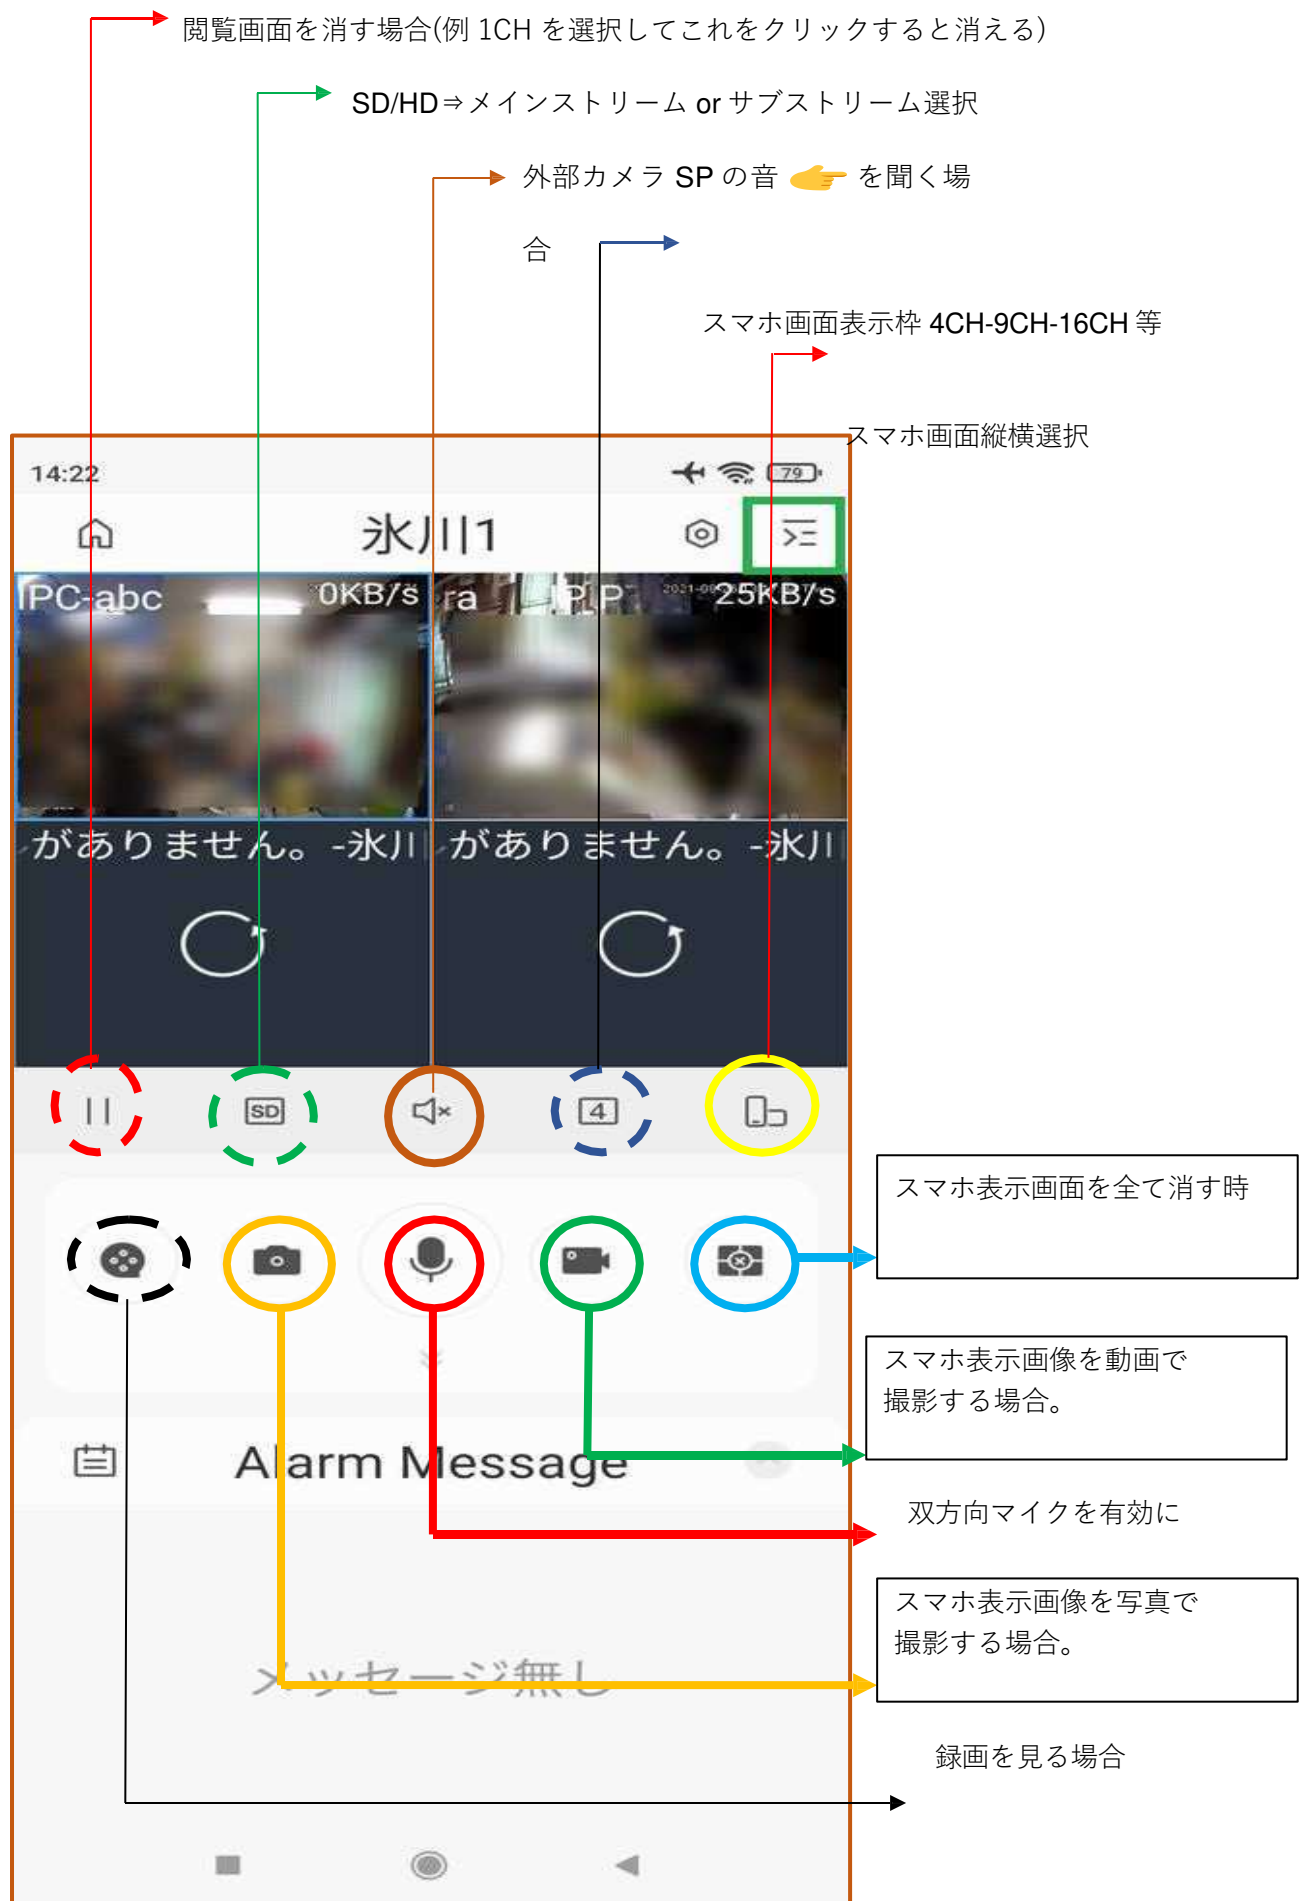 閲覧画面を消す場合(例 1CH を選択してこれをクリックすると消える)
SD/HD⇒メインストリーム or サブストリーム選択
外部カメラ SP の音 👉 を聞く場
合
スマホ画面表示枠 4CH-9CH-16CH 等
スマホ画面縦横選択
14:22
79
氷川1
IPC-abc 0KB/s
ra IP P 25KB/s
がありません。-氷川
がありません。-氷川
SD
4
スマホ表示画面を全て消す時
スマホ表示画像を動画で
撮影する場合。
Alarm Message
双方向マイクを有効に
スマホ表示画像を写真で
撮影する場合。
メッセージ無し
録画を見る場合